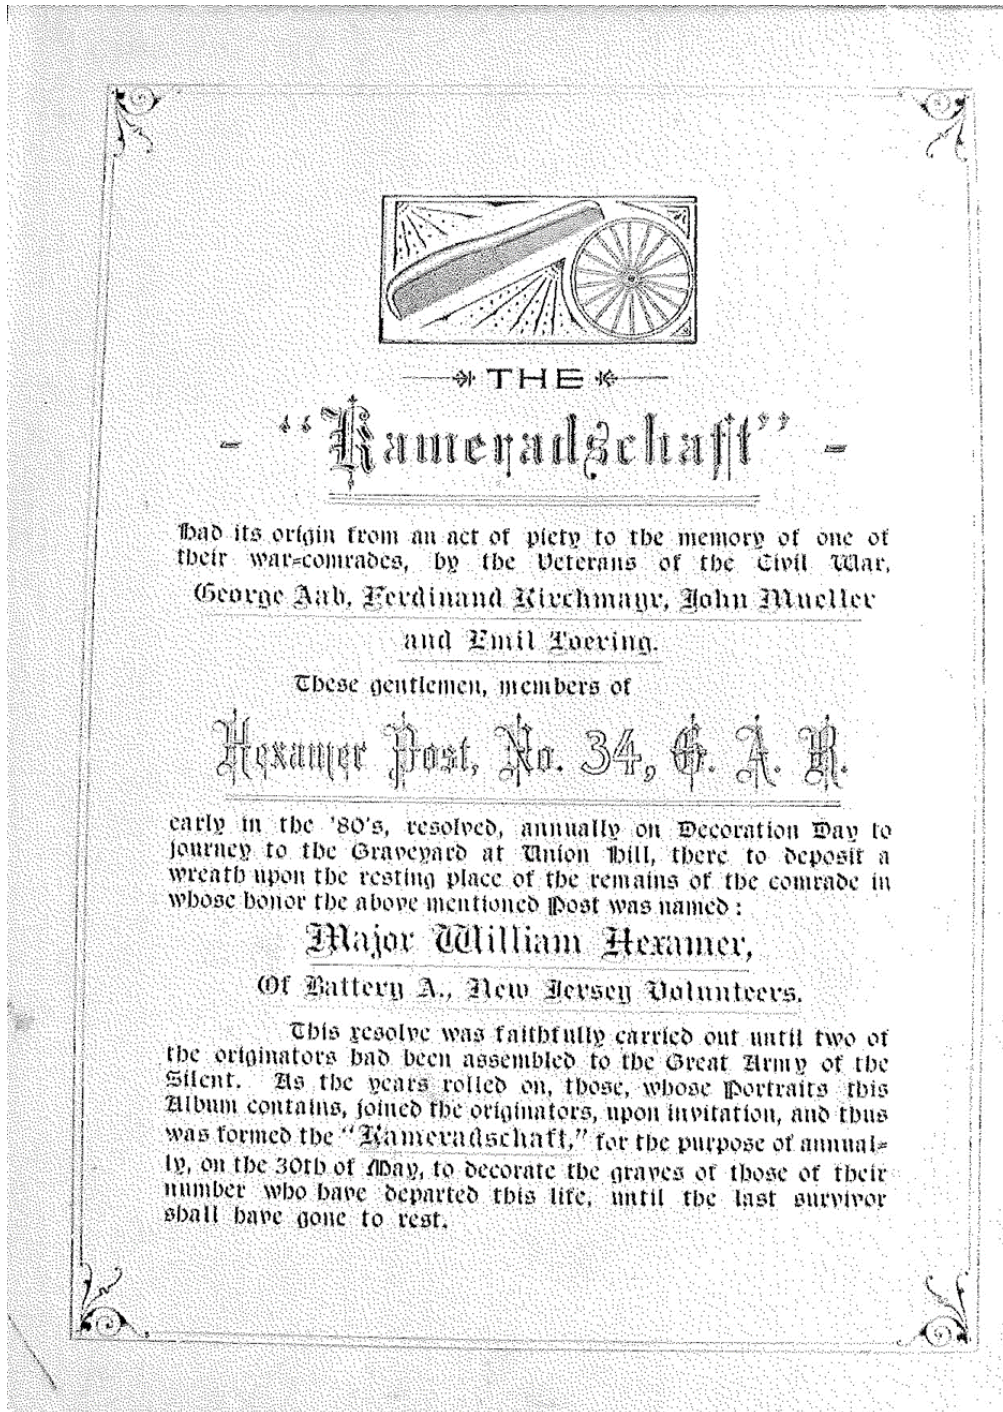 THE
- "Kameradschaft" -
Had its origin from an act of piety to the memory of one of
their war=comrades, by the Veterans of the Civil War,
George Aab, Ferdinand Kirchmayr, John Mueller
and Emil Toering.
These gentlemen, members of
Hexamer Post, No. 34, G. A. R.
early in the '80's, resolved, annually on Decoration Day to
journey to the Graveyard at Union Hill, there to deposit a
wreath upon the resting place of the remains of the comrade in
whose honor the above mentioned Post was named:
Major William Hexamer,
Of Battery A., New Jersey Volunteers.
This resolve was faithfully carried out until two of
the originators had been assembled to the Great Army of the
Silent. As the years rolled on, those, whose Portraits this
Album contains, joined the originators, upon invitation, and thus
was formed the "Kameradschaft," for the purpose of annual=
ly, on the 30th of May, to decorate the graves of those of their
number who have departed this life, until the last survivor
shall have gone to rest.